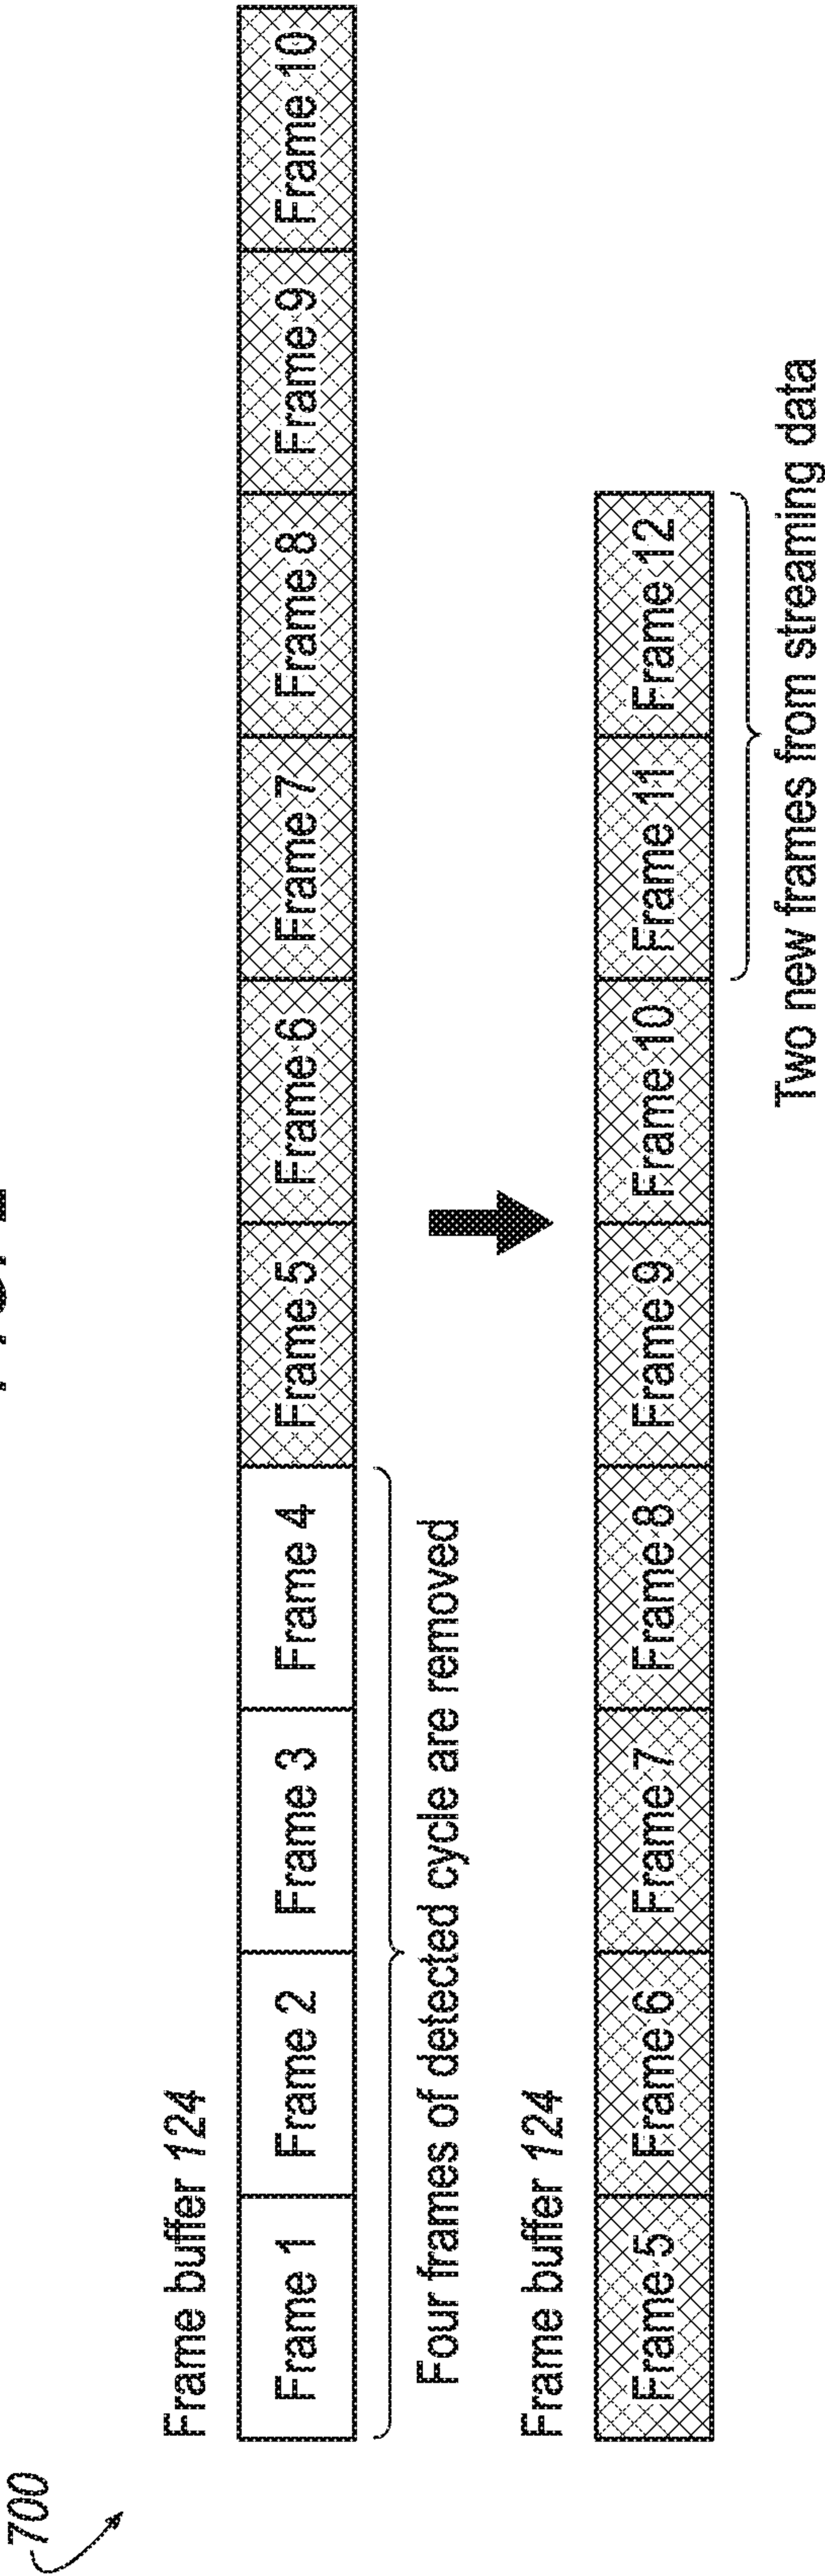 700
Frame buffer 124
Frame 1 Frame 2 Frame 3 Frame 4 Frame 5 Frame 6 Frame 7 Frame 8 Frame 9 Frame 10
Four frames of detected cycle are removed
Frame buffer 124
Frame 5 Frame 6 Frame 7 Frame 8 Frame 9 Frame 10 Frame 11 Frame 12
Two new frames from streaming data